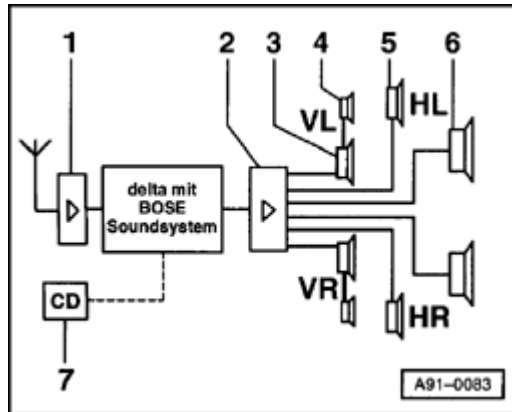 1 2 3 4 5 6
VL HL
delta mit
BOSE
Soundsystem
CD
VR HR
7
A91–0083